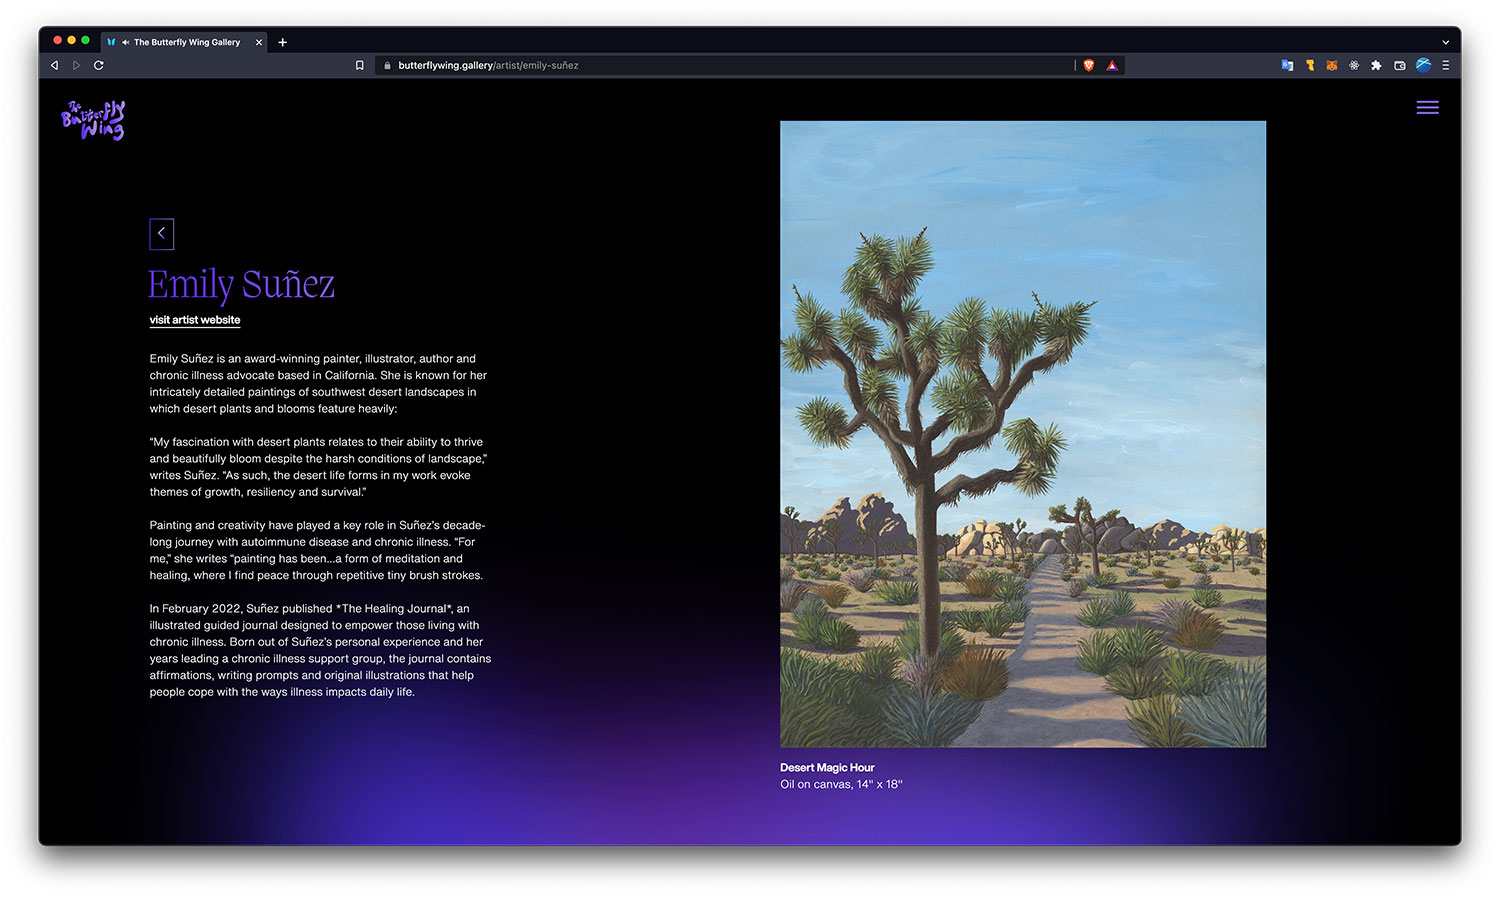 The Butterfly Wing Gallery
butterflywing.gallery/artist/emily-suñez
The
Butterfly
Wing
Emily Suñez
visit artist website
Emily Suñez is an award-winning painter, illustrator, author and
chronic illness advocate based in California. She is known for her
intricately detailed paintings of southwest desert landscapes in
which desert plants and blooms feature heavily:
“My fascination with desert plants relates to their ability to thrive
and beautifully bloom despite the harsh conditions of landscape,”
writes Suñez. “As such, the desert life forms in my work evoke
themes of growth, resiliency and survival.”
Painting and creativity have played a key role in Suñez’s decade-
long journey with autoimmune disease and chronic illness. “For
me,” she writes “painting has been...a form of meditation and
healing, where I find peace through repetitive tiny brush strokes.
In February 2022, Suñez published *The Healing Journal*, an
illustrated guided journal designed to empower those living with
chronic illness. Born out of Suñez’s personal experience and her
years leading a chronic illness support group, the journal contains
affirmations, writing prompts and original illustrations that help
people cope with the ways illness impacts daily life.
Desert Magic Hour
Oil on canvas, 14" x 18"